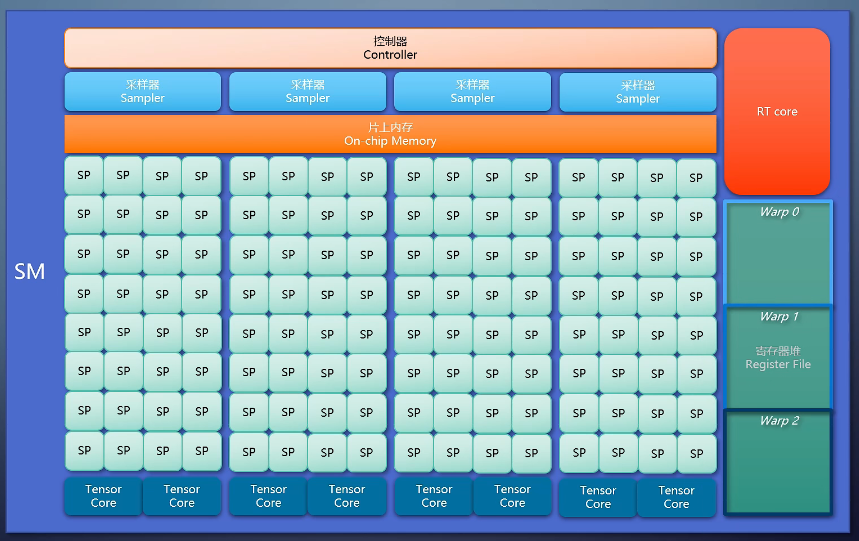 控制器
Controller
采样器 采样器 采样器 采样器
Sampler Sampler Sampler Sampler
RT core
片上内存
On-chip Memory
SP SP SP SP SP SP SP SP SP SP SP SP SP SP SP SP
SP SP SP SP SP SP SP SP SP SP SP SP SP SP SP SP
SP SP SP SP SP SP SP SP SP SP SP SP SP SP SP SP
SP SP SP SP SP SP SP SP SP SP SP SP SP SP SP SP
SP SP SP SP SP SP SP SP SP SP SP SP SP SP SP SP
SP SP SP SP SP SP SP SP SP SP SP SP SP SP SP SP
SP SP SP SP SP SP SP SP SP SP SP SP SP SP SP SP
SP SP SP SP SP SP SP SP SP SP SP SP SP SP SP SP
SM
Warp 0
Warp 1
寄存器堆
Register File
Warp 2
Tensor Tensor Tensor Tensor Tensor Tensor Tensor Tensor
Core Core Core Core Core Core Core Core